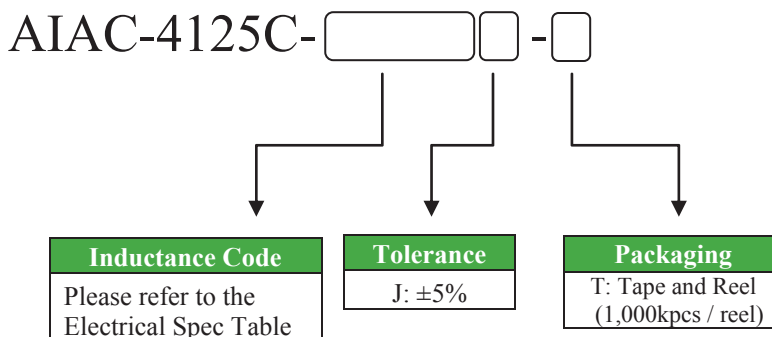 AIAC-4125C- -
Inductance Code
Please refer to the
Electrical Spec Table
Tolerance
J: ±5%
Packaging
T: Tape and Reel
(1,000kpcs / reel)